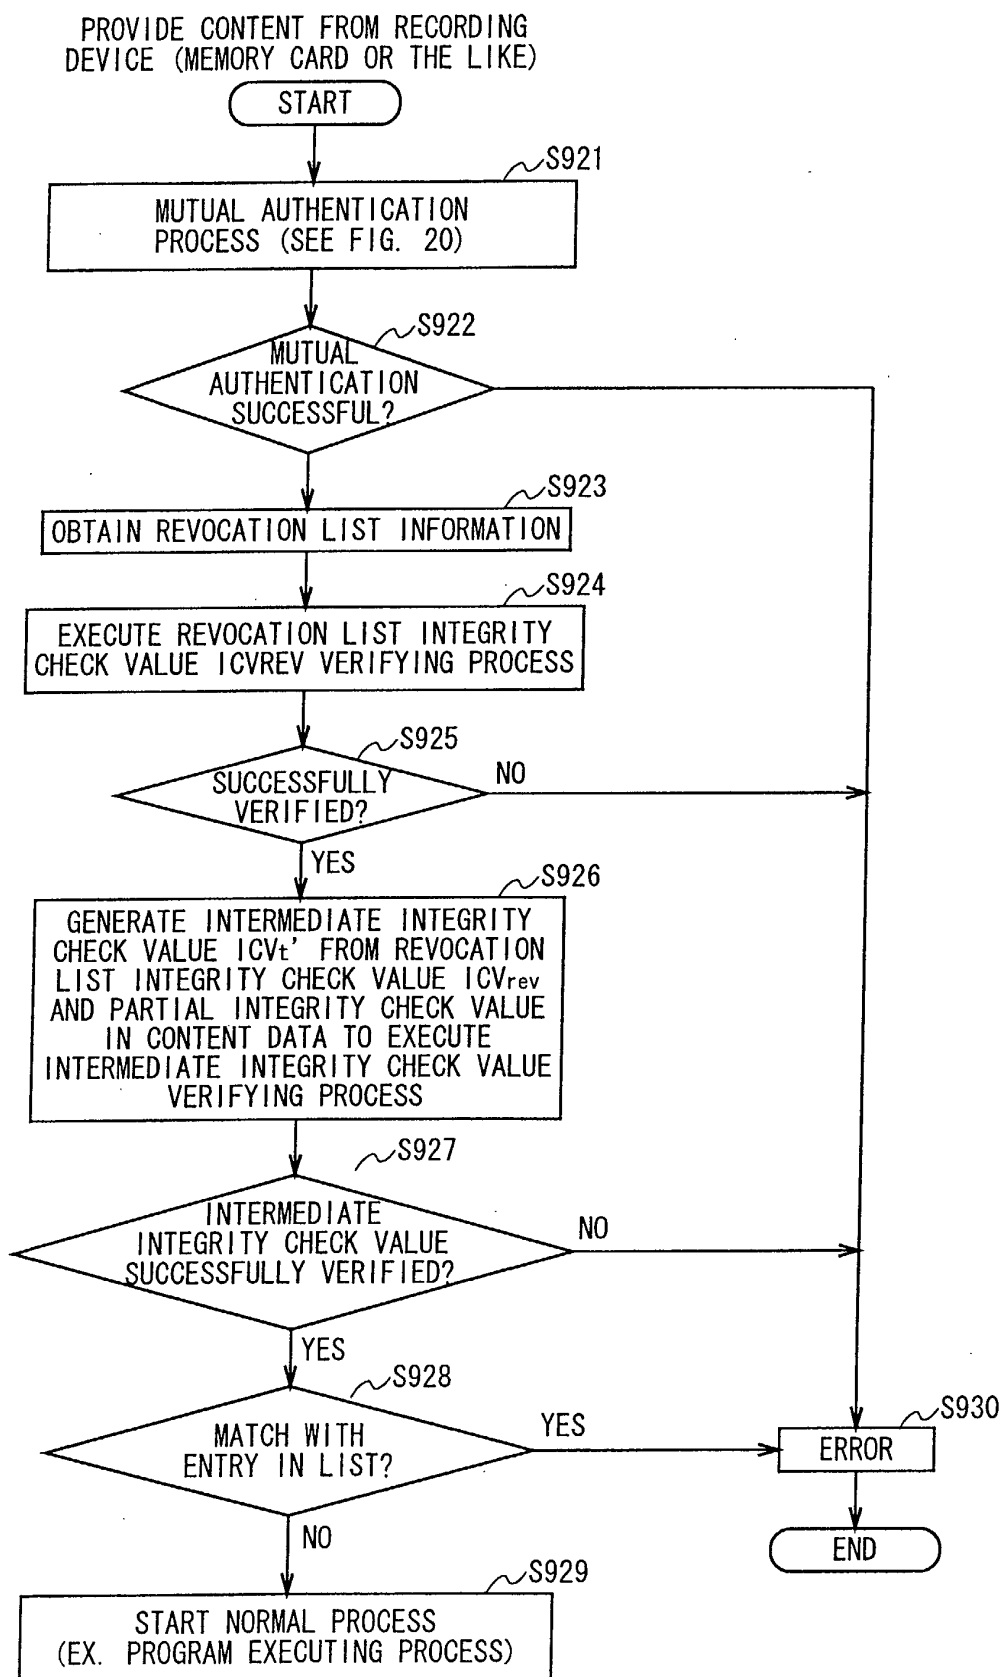 PROVIDE CONTENT FROM RECORDING
DEVICE (MEMORY CARD OR THE LIKE)
START
S921
MUTUAL AUTHENTICATION
PROCESS (SEE FIG. 20)
S922
MUTUAL
AUTHENTICATION
SUCCESSFUL?
S923
OBTAIN REVOCATION LIST INFORMATION
S924
EXECUTE REVOCATION LIST INTEGRITY
CHECK VALUE ICVREV VERIFYING PROCESS
S925
SUCCESSFULLY
VERIFIED?
NO
YES
S926
GENERATE INTERMEDIATE INTEGRITY
CHECK VALUE ICVt' FROM REVOCATION
LIST INTEGRITY CHECK VALUE ICVrev
AND PARTIAL INTEGRITY CHECK VALUE
IN CONTENT DATA TO EXECUTE
INTERMEDIATE INTEGRITY CHECK VALUE
VERIFYING PROCESS
S927
INTERMEDIATE
INTEGRITY CHECK VALUE
SUCCESSFULLY VERIFIED?
NO
YES
S928
MATCH WITH
ENTRY IN LIST?
YES
S930
ERROR
NO
END
S929
START NORMAL PROCESS
(EX. PROGRAM EXECUTING PROCESS)